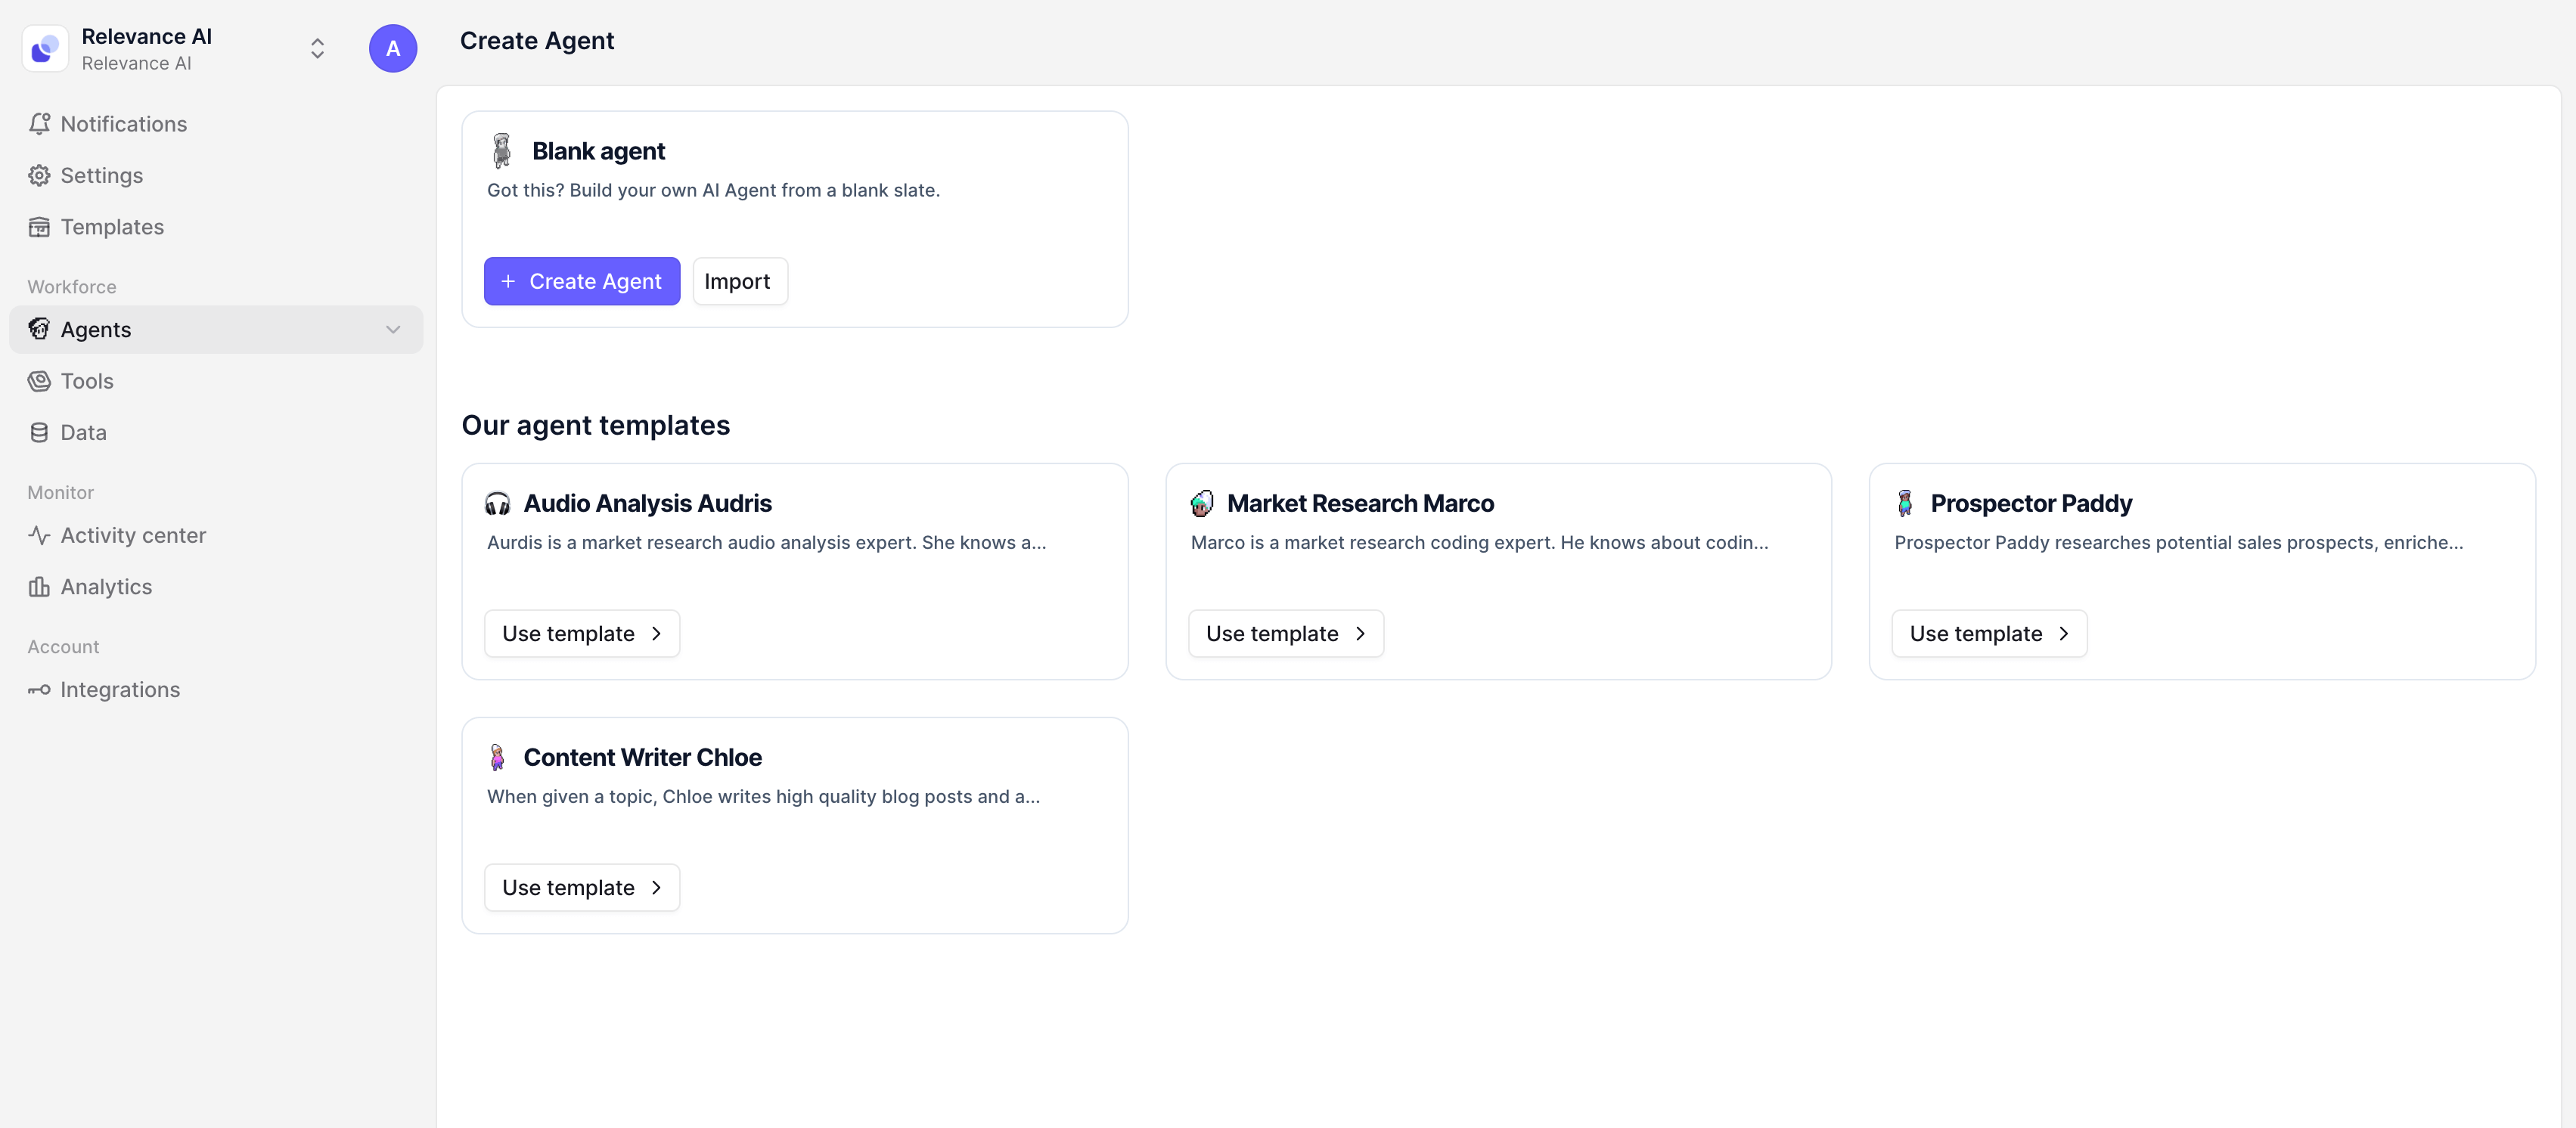 Relevance AI
Relevance AI
A
Notifications
Settings
Templates
Workforce
Agents
Tools
Data
Monitor
Activity center
Analytics
Account
Integrations
Create Agent
Blank agent
Got this? Build your own AI Agent from a blank slate.
+ Create Agent
Import
Our agent templates
Audio Analysis Audris
Aurdis is a market research audio analysis expert. She knows a...
Use template
Market Research Marco
Marco is a market research coding expert. He knows about codin...
Use template
Prospector Paddy
Prospector Paddy researches potential sales prospects, enriche...
Use template
Content Writer Chloe
When given a topic, Chloe writes high quality blog posts and a...
Use template